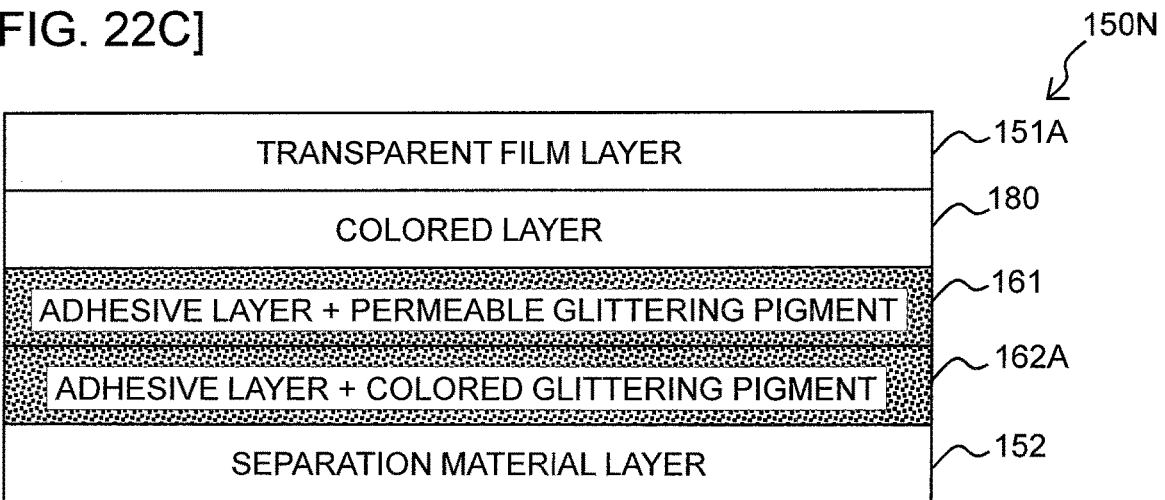 FIG. 22C]
150N
TRANSPARENT FILM LAYER 151A
COLORED LAYER 180
ADHESIVE LAYER + PERMEABLE GLITTERING PIGMENT 161
ADHESIVE LAYER + COLORED GLITTERING PIGMENT 162A
SEPARATION MATERIAL LAYER 152